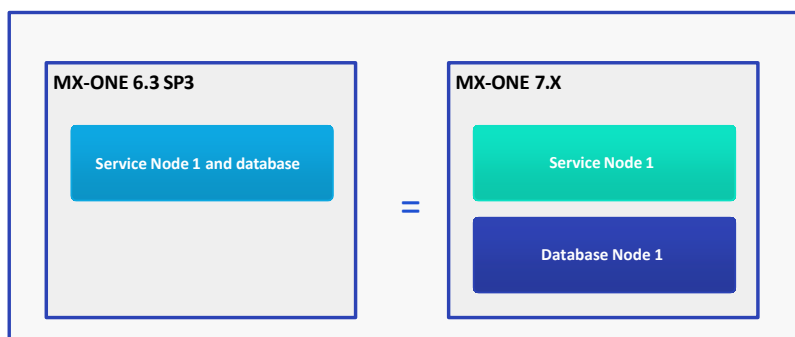 MX-ONE 6.3 SP3
Service Node 1 and database
=
MX-ONE 7.X
Service Node 1
Database Node 1